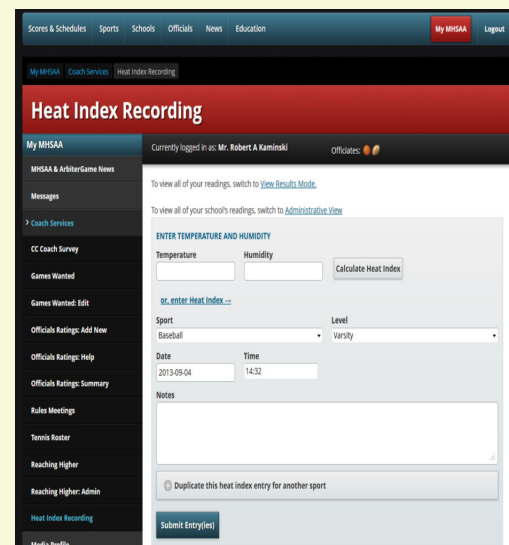 Scores & Schedules Sports Schools Officials News Education My MHSAA Logout
My MHSAA Coach Services Heat Index Recording
Heat Index Recording
My MHSAA
MHSAA & ArbiterGame News
Messages
› Coach Services
CC Coach Survey
Games Wanted
Games Wanted: Edit
Officials Ratings: Add New
Officials Ratings: Help
Officials Ratings: Summary
Rules Meetings
Tennis Roster
Reaching Higher
Reaching Higher: Admin
Heat Index Recording
Media Profile
Currently logged in as: Mr. Robert A Kaminski Officiates:
To view all of your readings, switch to View Results Mode.
To view all of your school's readings, switch to Administrative View
ENTER TEMPERATURE AND HUMIDITY
Temperature Humidity
Calculate Heat Index
or, enter Heat Index →
Sport Level
Baseball Varsity
Date Time
2013-09-04 14:32
Notes
Duplicate this heat index entry for another sport
Submit Entry(ies)